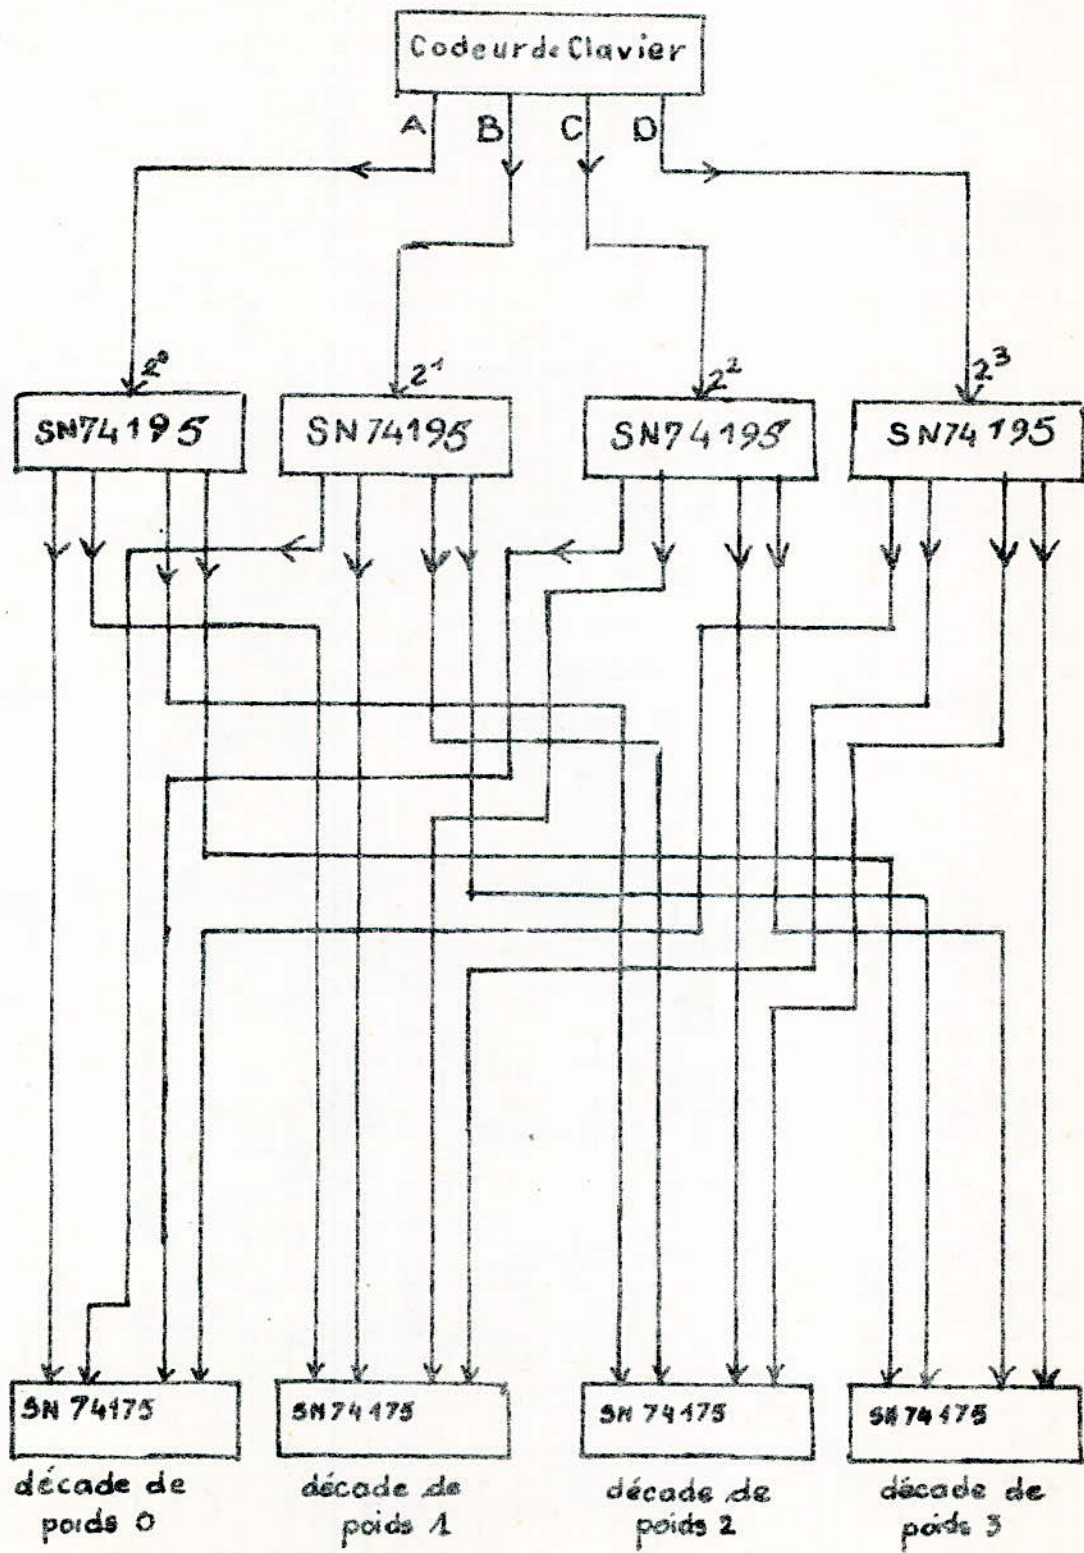 Codeur de Clavier
A B C D
2⁰ 2¹ 2² 2³
SN74195 SN74195 SN74195 SN74195
SN 74175 SN 74175 SN 74175 SN 74175
décade de poids 0
décade de poids 1
décade de poids 2
décade de poids 3